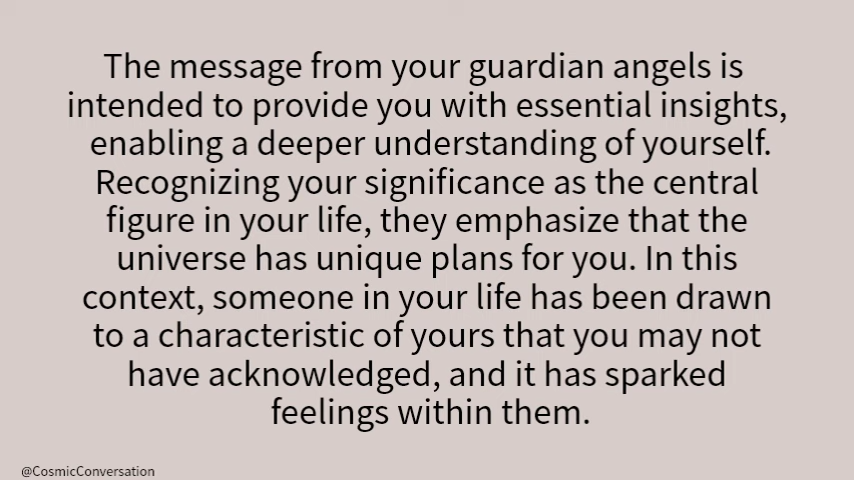 The message from your guardian angels is
intended to provide you with essential insights,
enabling a deeper understanding of yourself.
Recognizing your significance as the central
figure in your life, they emphasize that the
universe has unique plans for you. In this
context, someone in your life has been drawn
to a characteristic of yours that you may not
have acknowledged, and it has sparked
feelings within them.
@CosmicConversation